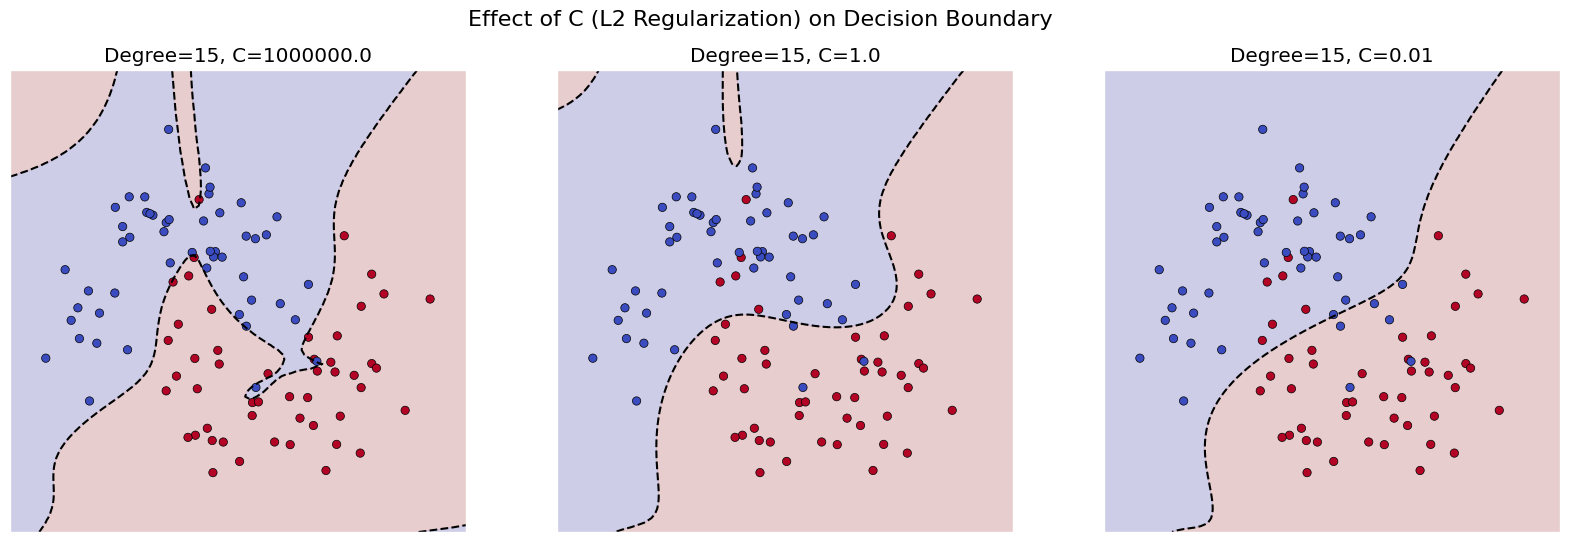 Effect of C (L2 Regularization) on Decision Boundary
Degree=15, C=1000000.0
Degree=15, C=1.0
Degree=15, C=0.01